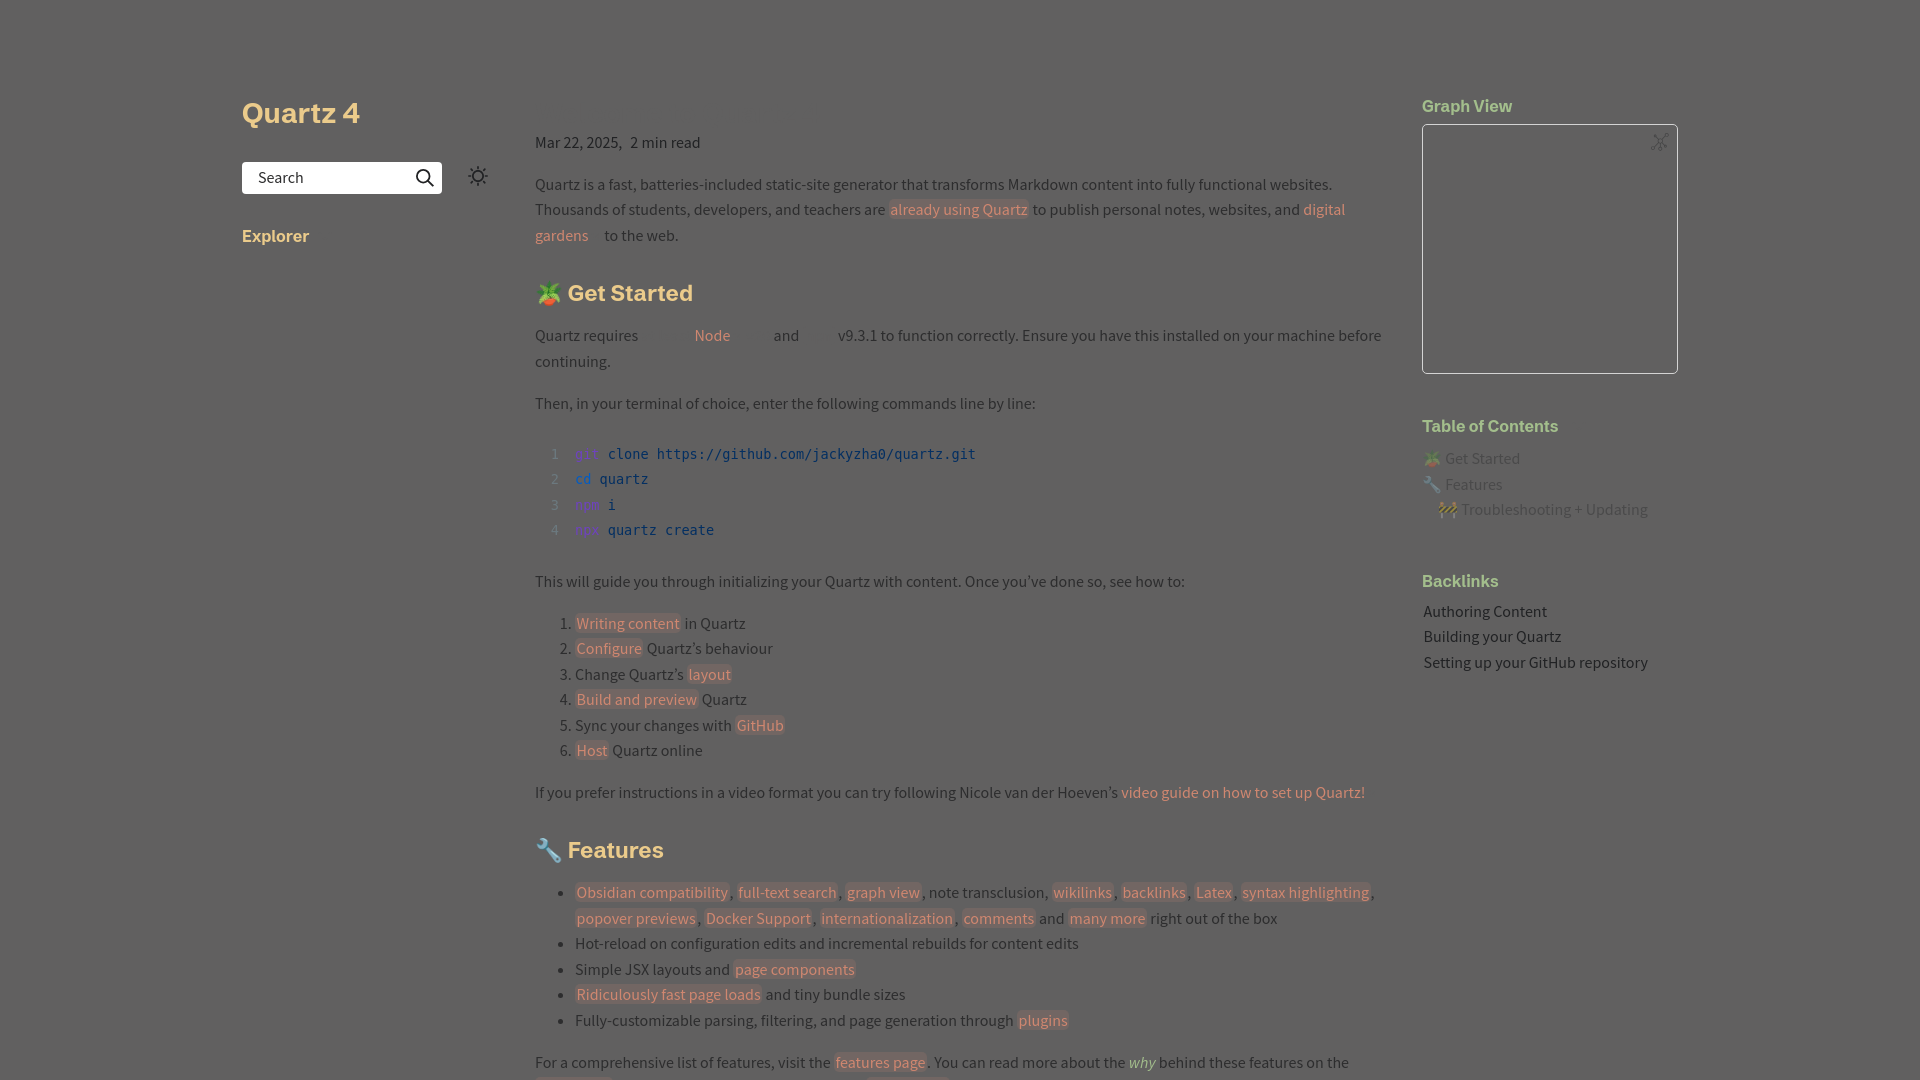 Quartz 4
Search
Explorer
Mar 22, 2025, 2 min read
Quartz is a fast, batteries-included static-site generator that transforms Markdown content into fully functional websites.
Thousands of students, developers, and teachers are already using Quartz to publish personal notes, websites, and digital
gardens to the web.
🪴 Get Started
Quartz requires Node and v9.3.1 to function correctly. Ensure you have this installed on your machine before
continuing.
Then, in your terminal of choice, enter the following commands line by line:
1 git clone https://github.com/jackyzha0/quartz.git
2 cd quartz
3 npm i
4 npx quartz create
This will guide you through initializing your Quartz with content. Once you’ve done so, see how to:
1. Writing content in Quartz
2. Configure Quartz’s behaviour
3. Change Quartz’s layout
4. Build and preview Quartz
5. Sync your changes with GitHub
6. Host Quartz online
If you prefer instructions in a video format you can try following Nicole van der Hoeven’s video guide on how to set up Quartz!
🔧 Features
• Obsidian compatibility, full-text search, graph view, note transclusion, wikilinks, backlinks, Latex, syntax highlighting,
popover previews, Docker Support, internationalization, comments and many more right out of the box
• Hot-reload on configuration edits and incremental rebuilds for content edits
• Simple JSX layouts and page components
• Ridiculously fast page loads and tiny bundle sizes
• Fully-customizable parsing, filtering, and page generation through plugins
For a comprehensive list of features, visit the features page. You can read more about the why behind these features on the
Graph View
Table of Contents
🪴 Get Started
🔧 Features
🚧 Troubleshooting + Updating
Backlinks
Authoring Content
Building your Quartz
Setting up your GitHub repository